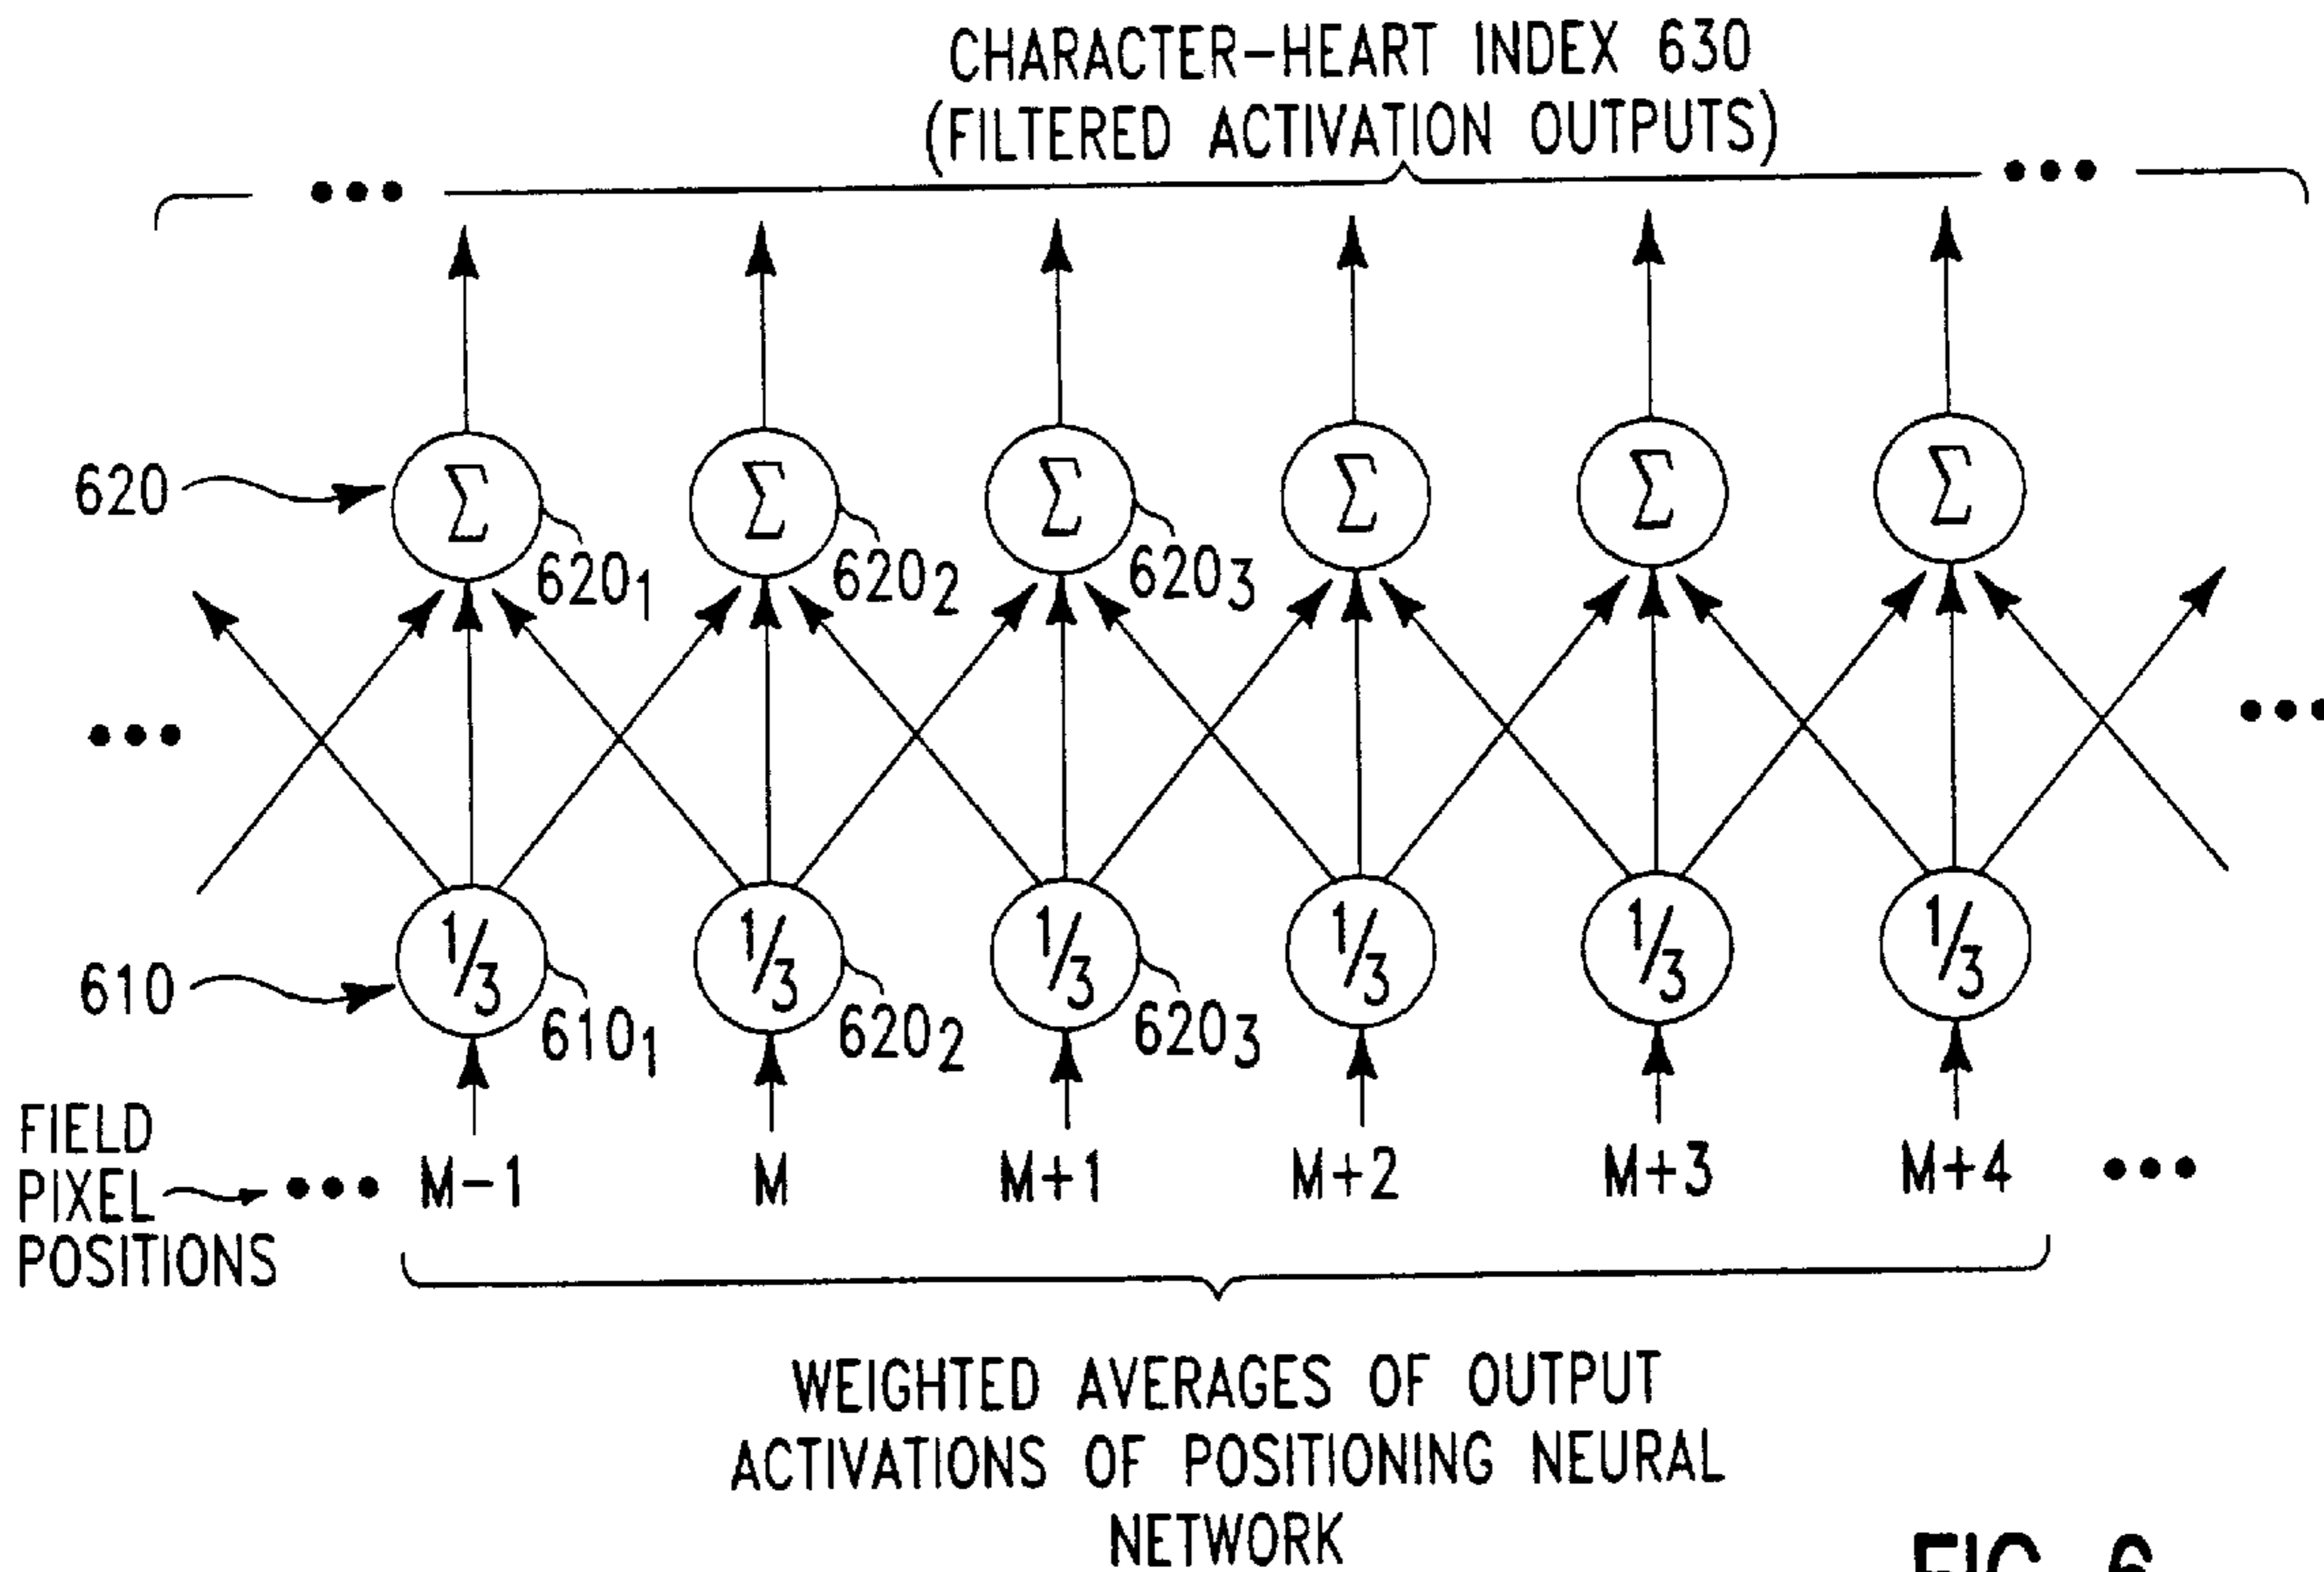 CHARACTER-HEART INDEX 630
(FILTERED ACTIVATION OUTPUTS)
••• •••
620 Σ Σ Σ Σ Σ Σ
620₁ 620₂ 620₃
••• •••
610 1/3 1/3 1/3 1/3 1/3 1/3
610₁ 620₂ 620₃
FIELD
PIXEL
POSITIONS
••• M-1 M M+1 M+2 M+3 M+4 •••
WEIGHTED AVERAGES OF OUTPUT
ACTIVATIONS OF POSITIONING NEURAL
NETWORK
FIG. 6